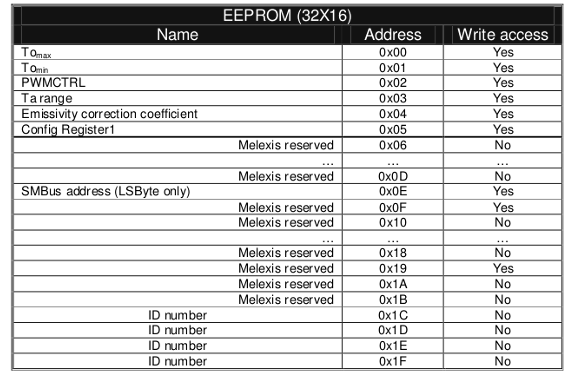 EEPROM (32X16)
Name Address Write access
Tomax 0x00 Yes
Tomin 0x01 Yes
PWMCTRL 0x02 Yes
Ta range 0x03 Yes
Emissivity correction coefficient 0x04 Yes
Config Register1 0x05 Yes
Melexis reserved 0x06 No
… … …
Melexis reserved 0x0D No
SMBus address (LSByte only) 0x0E Yes
Melexis reserved 0x0F Yes
Melexis reserved 0x10 No
… … …
Melexis reserved 0x18 No
Melexis reserved 0x19 Yes
Melexis reserved 0x1A No
Melexis reserved 0x1B No
ID number 0x1C No
ID number 0x1D No
ID number 0x1E No
ID number 0x1F No